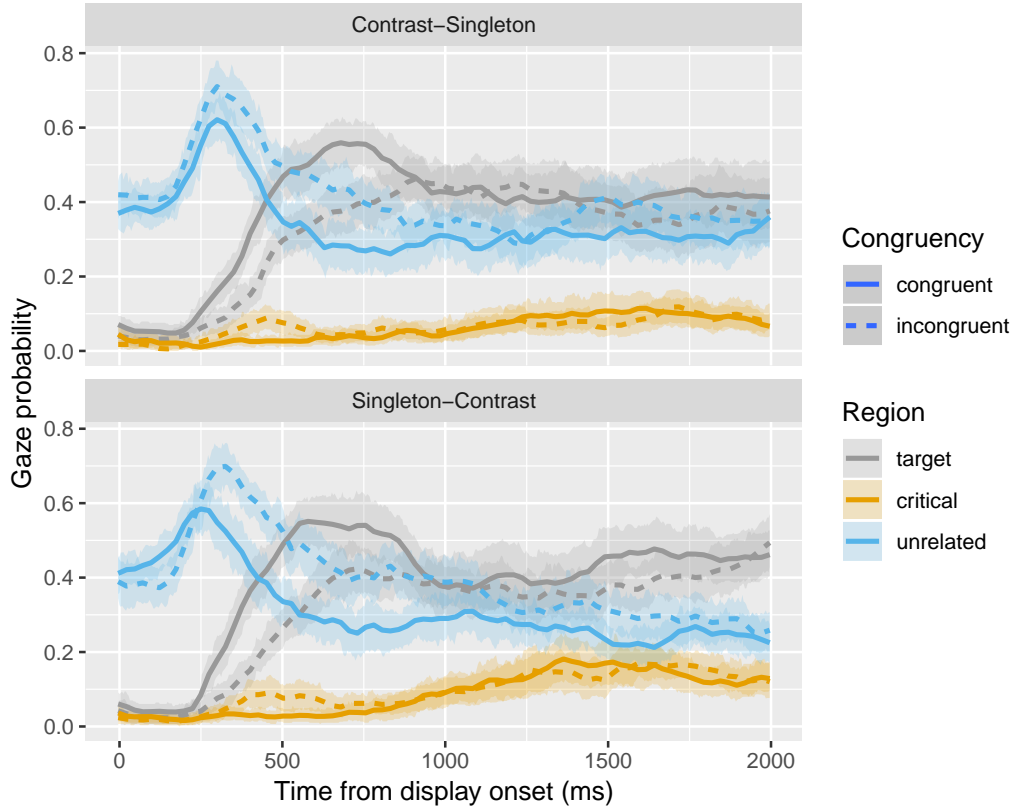 Contrast−Singleton
0.8
0.6
0.4
0.2
0.0
Singleton−Contrast
0.8
0.6
0.4
0.2
0.0
0
500
1000
1500
2000
Time from display onset (ms)
Gaze probability
Congruency
congruent
incongruent
Region
target
critical
unrelated